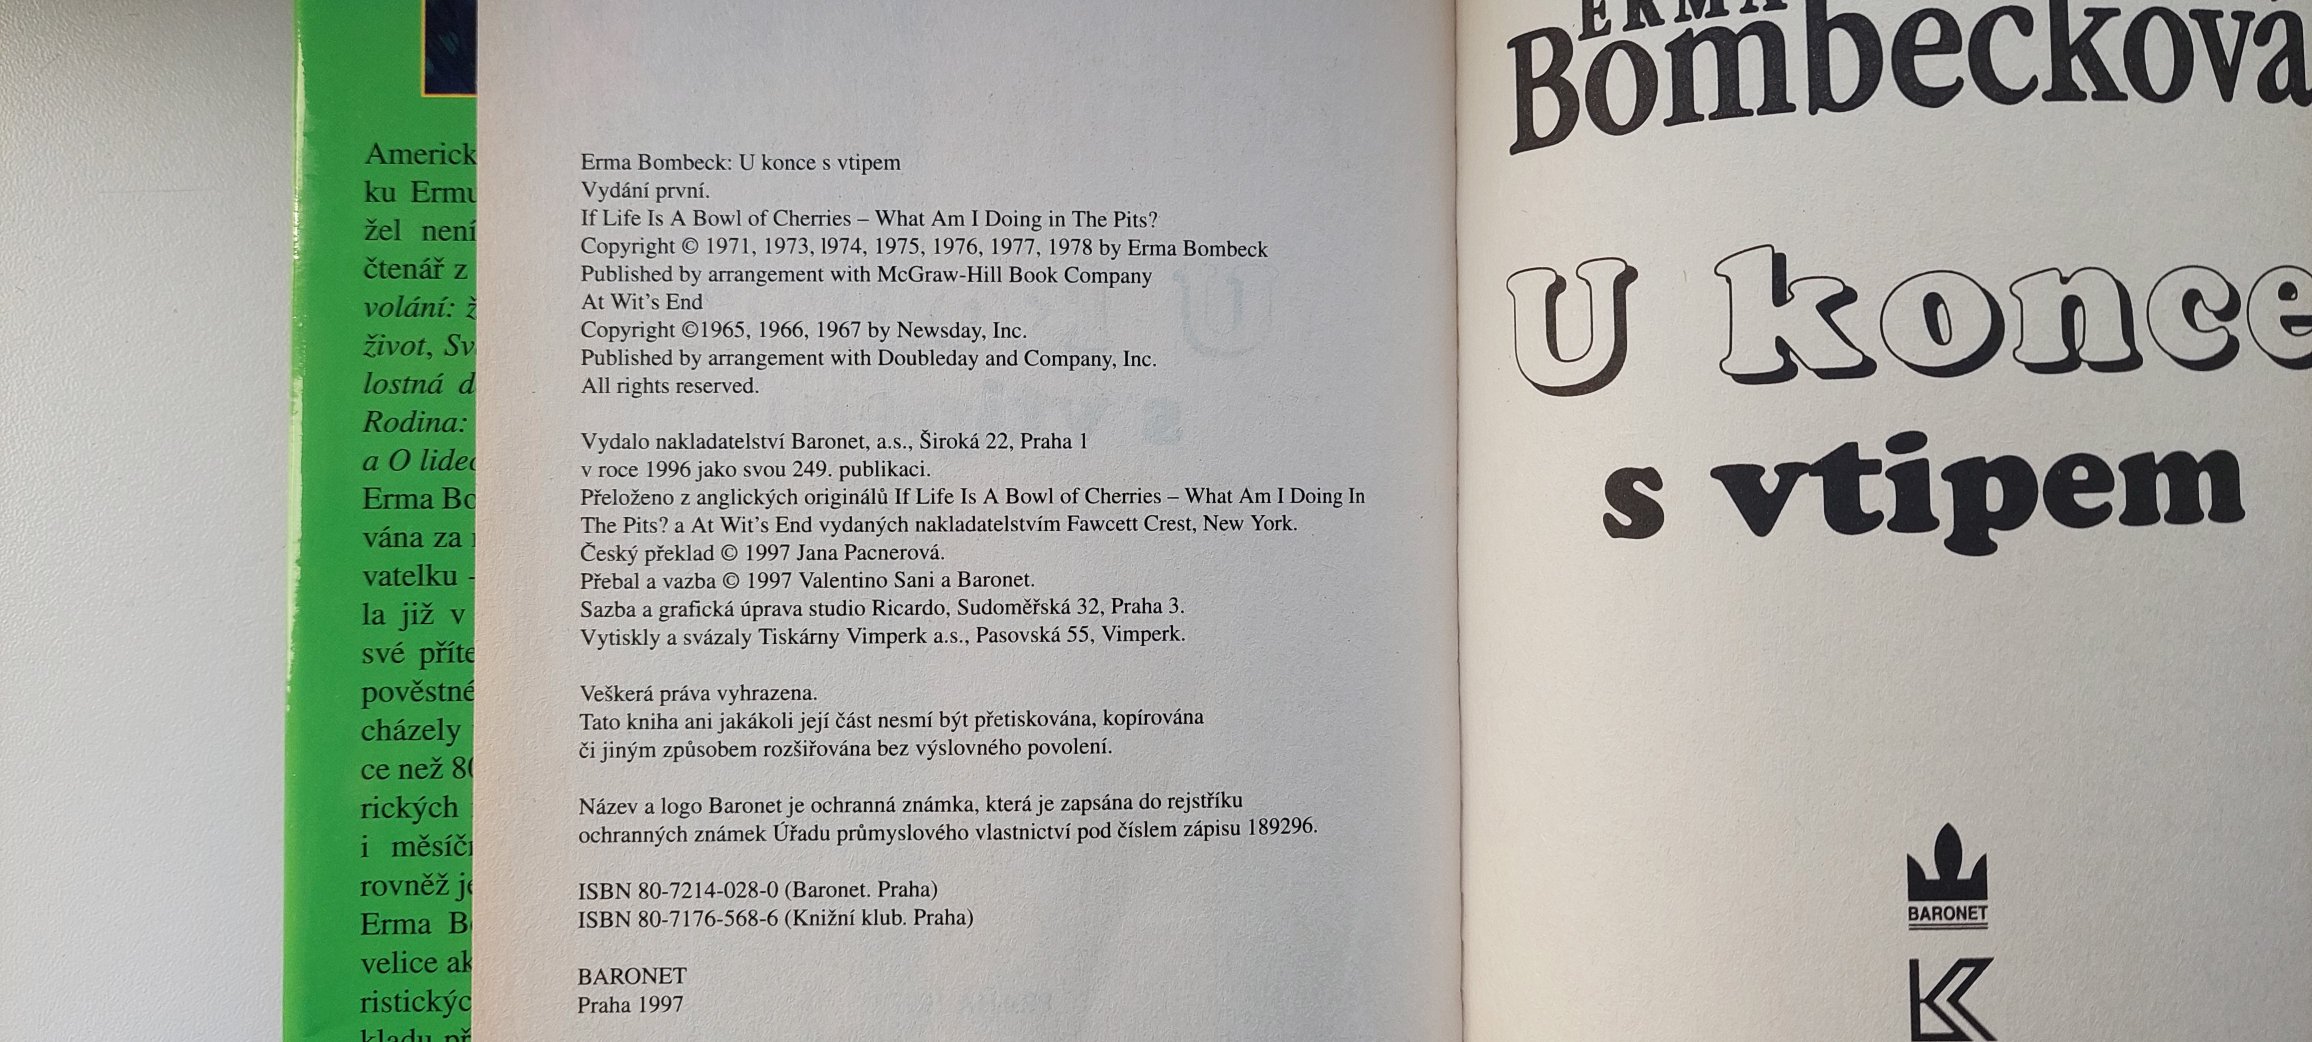 Americk
ku Ermu
žel není
čtenář z
volání: ž
život, Sv
lostná d
Rodina:
a O lidec
Erma Bo
vána za
vatelku -
la již v
své příte
pověstné
cházely
ce než 80
rických
i měsíčn
rovněž je
Erma B
velice ak
ristickýc
kladu př
Erma Bombeck: U konce s vtipem
Vydání první.
If Life Is A Bowl of Cherries – What Am I Doing in The Pits?
Copyright © 1971, 1973, l974, 1975, 1976, 1977, 1978 by Erma Bombeck
Published by arrangement with McGraw-Hill Book Company
At Wit's End
Copyright ©1965, 1966, 1967 by Newsday, Inc.
Published by arrangement with Doubleday and Company, Inc.
All rights reserved.
Vydalo nakladatelství Baronet, a.s., Široká 22, Praha 1
v roce 1996 jako svou 249. publikaci.
Přeloženo z anglických originálů If Life Is A Bowl of Cherries – What Am I Doing In
The Pits? a At Wit's End vydaných nakladatelstvím Fawcett Crest, New York.
Český překlad © 1997 Jana Pacnerová.
Přebal a vazba © 1997 Valentino Sani a Baronet.
Sazba a grafická úprava studio Ricardo, Sudoměřská 32, Praha 3.
Vytiskly a svázaly Tiskárny Vimperk a.s., Pasovská 55, Vimperk.
Veškerá práva vyhrazena.
Tato kniha ani jakákoli její část nesmí být přetiskována, kopírována
či jiným způsobem rozšiřována bez výslovného povolení.
Název a logo Baronet je ochranná známka, která je zapsána do rejstříku
ochranných známek Úřadu průmyslového vlastnictví pod číslem zápisu 189296.
ISBN 80-7214-028-0 (Baronet. Praha)
ISBN 80-7176-568-6 (Knižní klub. Praha)
BARONET
Praha 1997
ERMA
Bombecková
U konce
s vtipem
BARONET